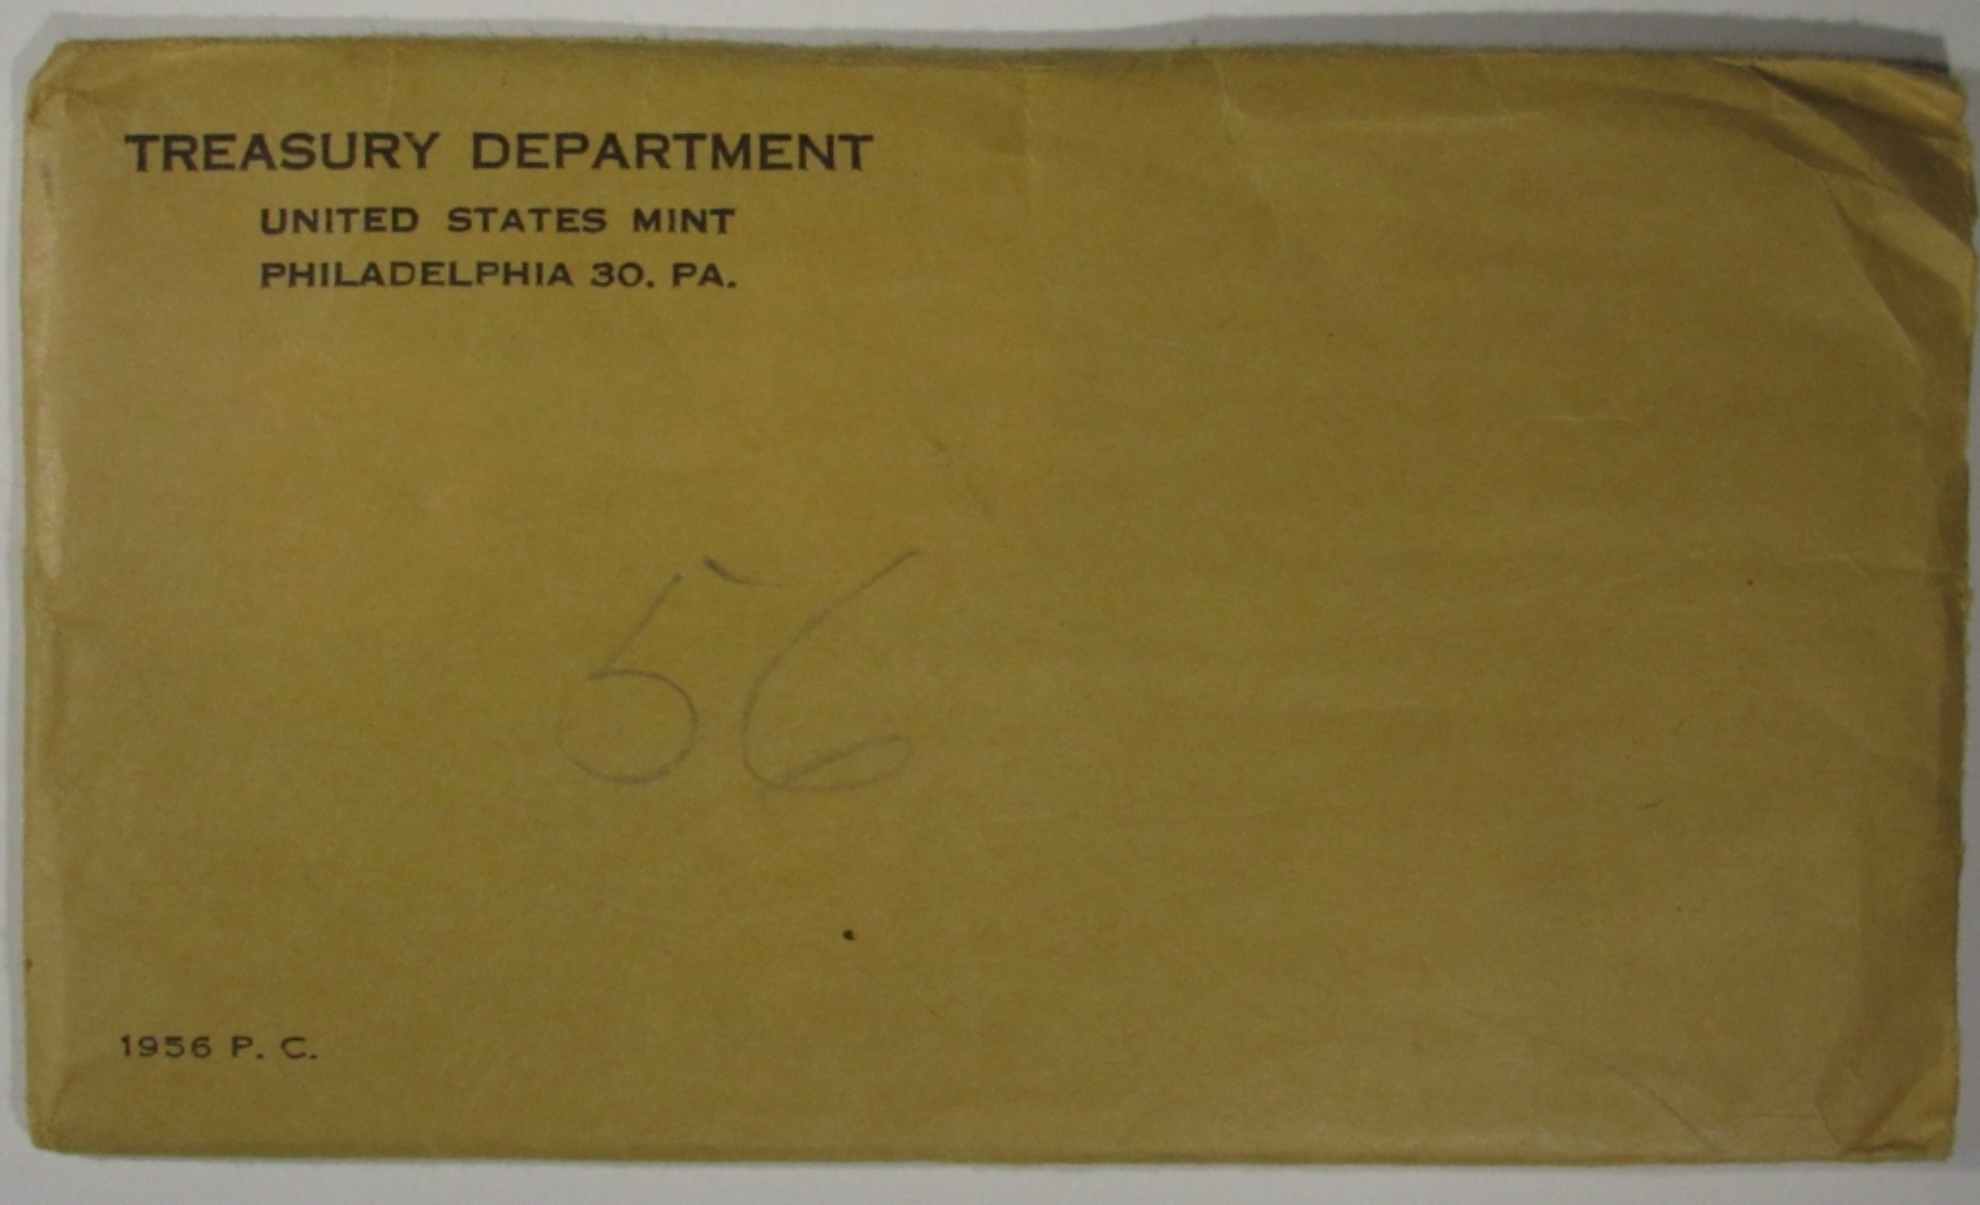 TREASURY DEPARTMENT
UNITED STATES MINT
PHILADELPHIA 30. PA.
56
1956 P. C.